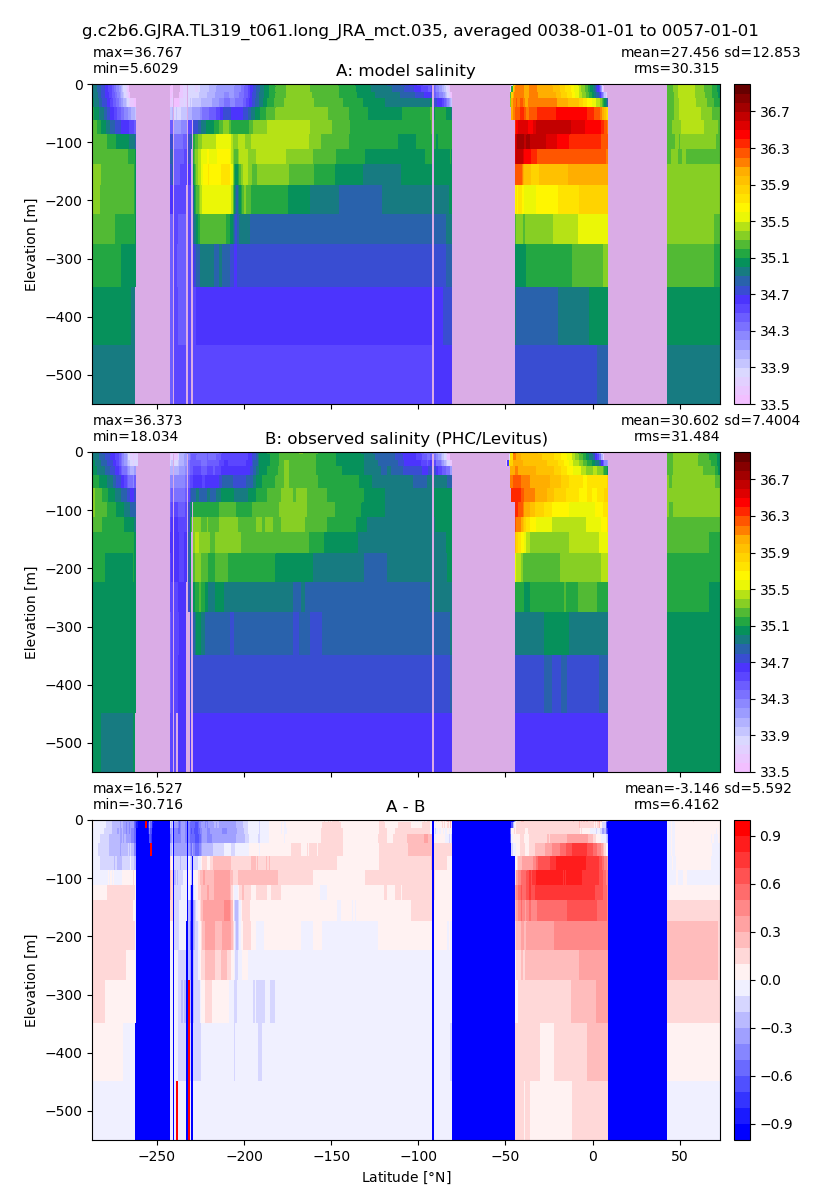 g.c2b6.GJRA.TL319_t061.long_JRA_mct.035, averaged 0038-01-01 to 0057-01-01
max=36.767
mean=27.456 sd=12.853
min=5.6029
A: model salinity
rms=30.315
0
−100
−200
−300
−400
−500
Elevation [m]
36.7
36.3
35.9
35.5
35.1
34.7
34.3
33.9
33.5
max=36.373
mean=30.602 sd=7.4004
min=18.034
B: observed salinity (PHC/Levitus)
rms=31.484
0
−100
−200
−300
−400
−500
Elevation [m]
36.7
36.3
35.9
35.5
35.1
34.7
34.3
33.9
33.5
max=16.527
mean=-3.146 sd=5.592
min=-30.716
A - B
rms=6.4162
0
−100
−200
−300
−400
−500
Elevation [m]
0.9
0.6
0.3
0.0
−0.3
−0.6
−0.9
−250
−200
−150
−100
−50
0
50
Latitude [°N]